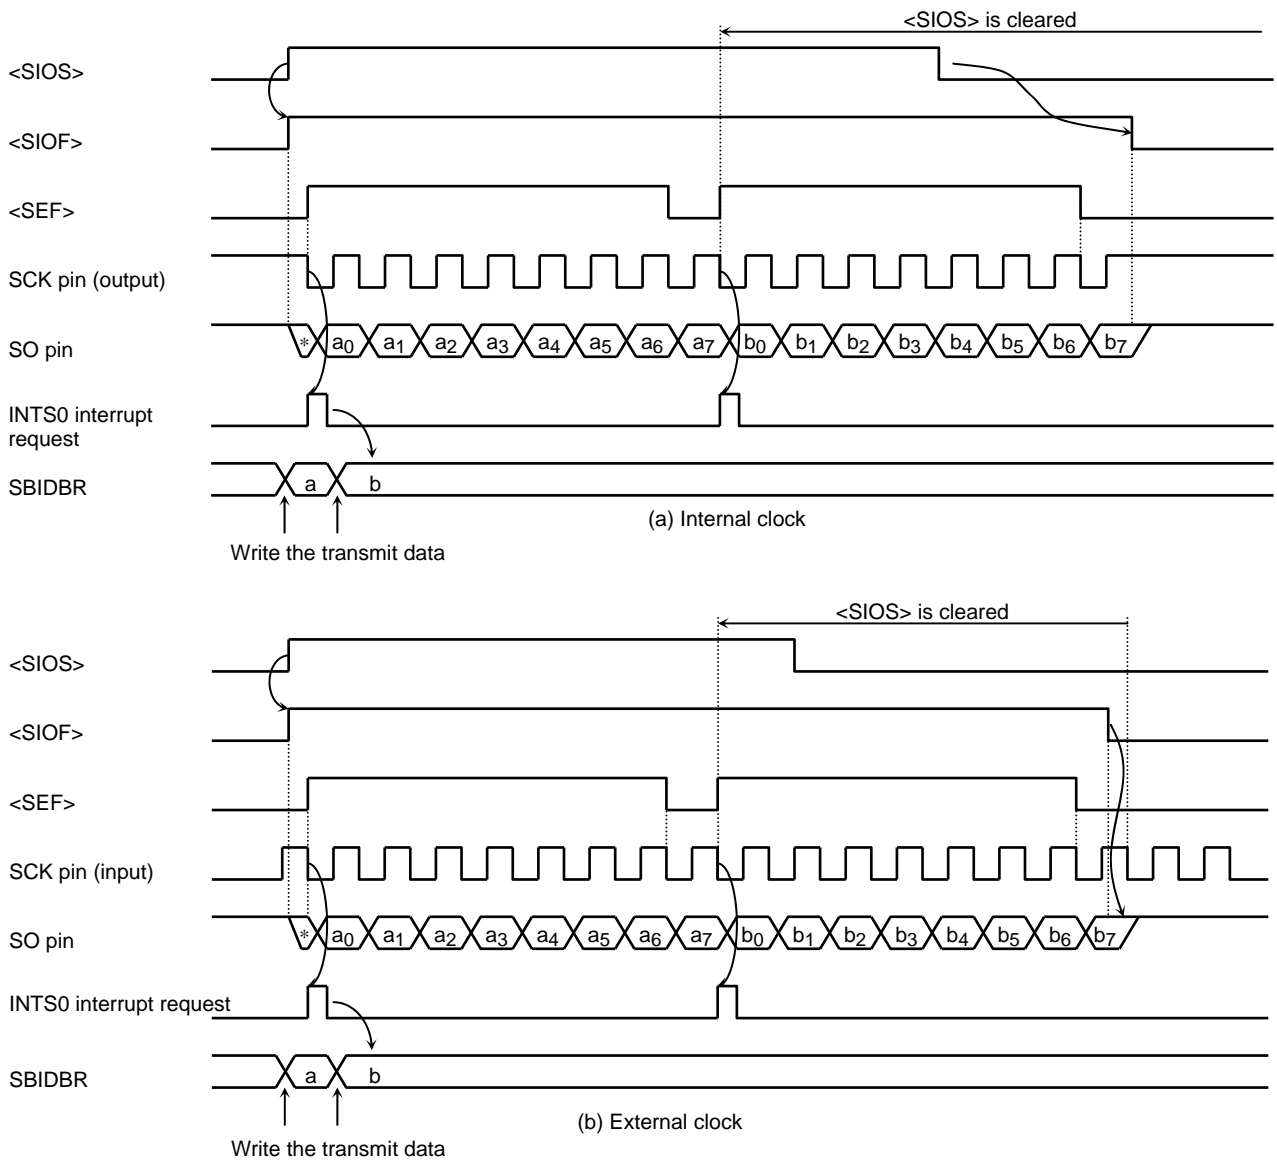 <SIOS> is cleared
<SIOS>
<SIOF>
<SEF>
SCK pin (output)
SO pin
* a0 a1 a2 a3 a4 a5 a6 a7 b0 b1 b2 b3 b4 b5 b6 b7
INTS0 interrupt
request
SBIDBR
a b
(a) Internal clock
Write the transmit data
<SIOS> is cleared
<SIOS>
<SIOF>
<SEF>
SCK pin (input)
SO pin
* a0 a1 a2 a3 a4 a5 a6 a7 b0 b1 b2 b3 b4 b5 b6 b7
INTS0 interrupt request
SBIDBR
a b
(b) External clock
Write the transmit data